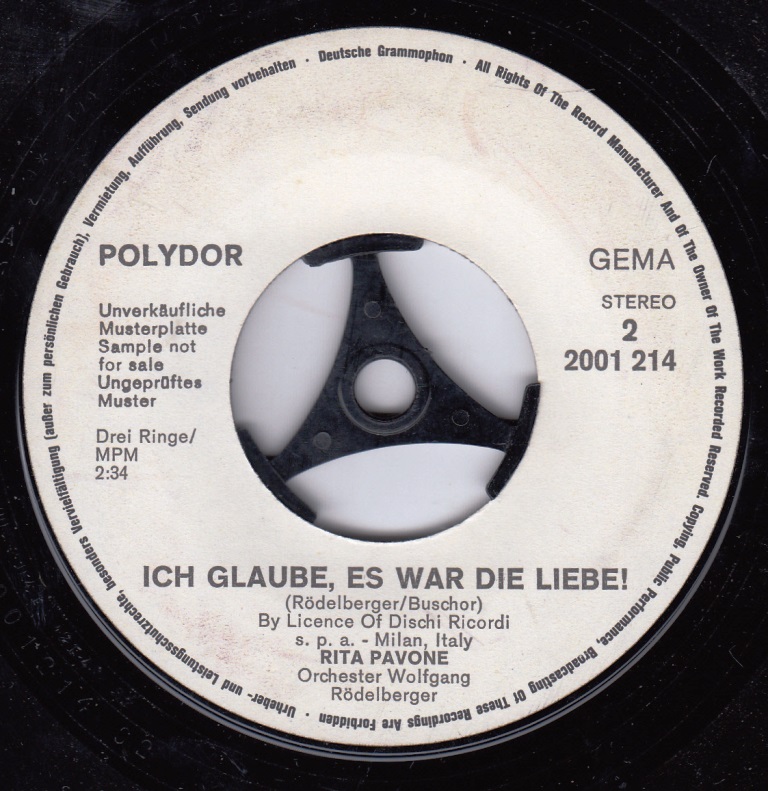 Urheber- und Leistungsschutzrechte, besonders Vervielfältigung (außer zum persönlichen Gebrauch), Vermietung, Aufführung, Sendung vorbehalten · Deutsche Grammophon · All Rights Of The Record Manufacturer And Of The Owner Of The Work Recorded Reserved. Copying, Public Performance, Broadcasting Of These Recordings Are Forbidden ·
POLYDOR
Unverkäufliche
Musterplatte
Sample not
for sale
Ungeprüftes
Muster
Drei Ringe/
MPM
2:34
GEMA
STEREO
2
2001 214
ICH GLAUBE, ES WAR DIE LIEBE!
(Rödelberger/Buschor)
By Licence Of Dischi Ricordi
s. p. a. - Milan, Italy
RITA PAVONE
Orchester Wolfgang
Rödelberger